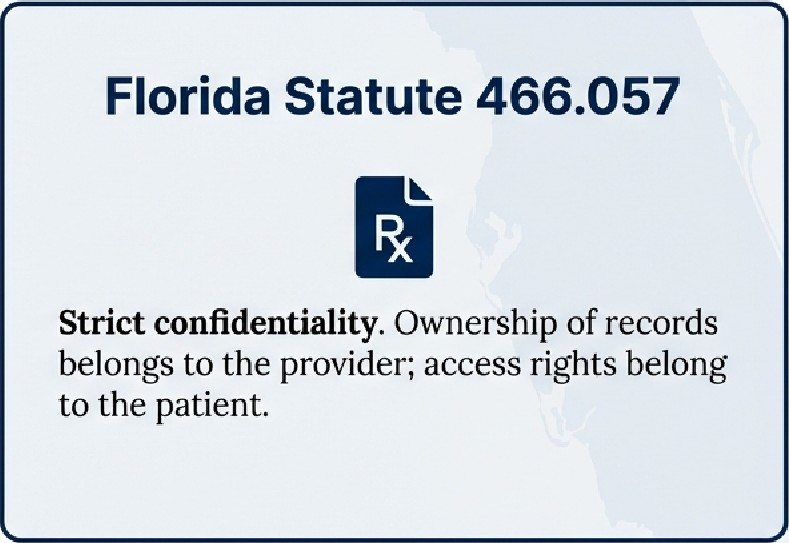 Florida Statute 466.057
Rx
Strict confidentiality. Ownership of records
belongs to the provider; access rights belong
to the patient.